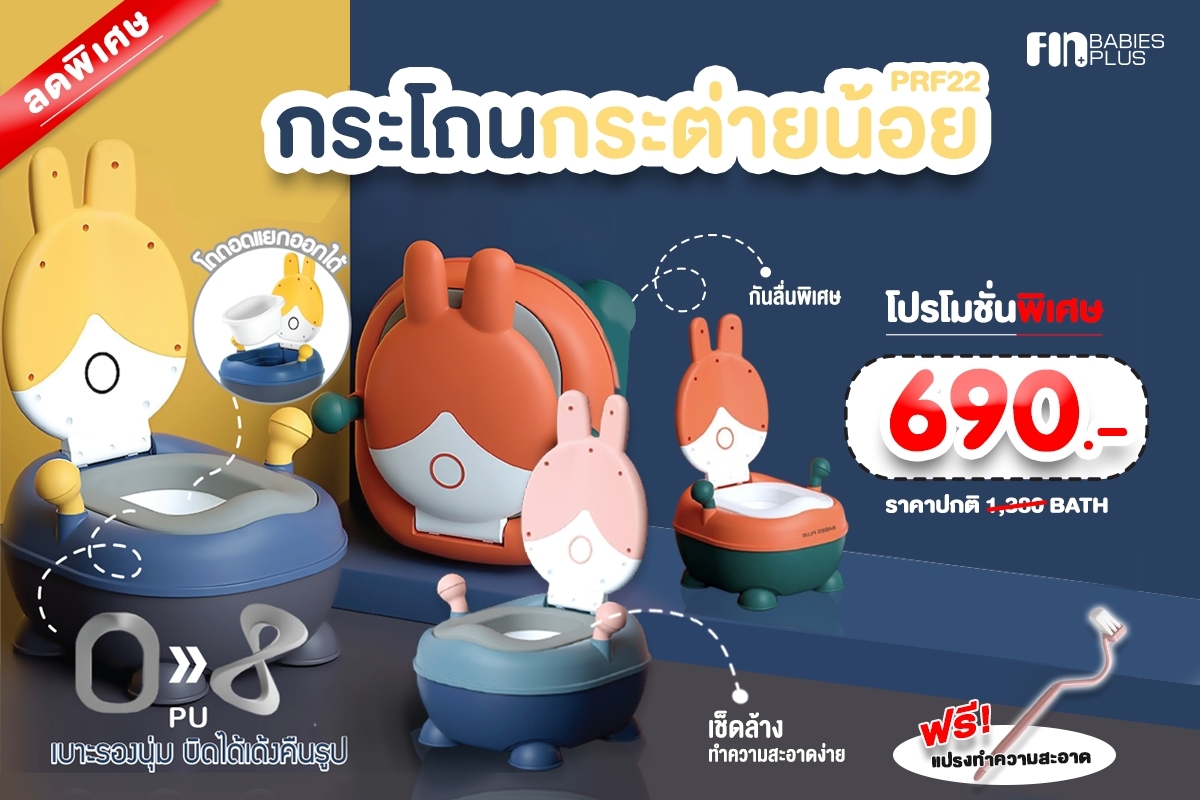 ลดพิเศษ
FIN BABIES
+PLUS
PRF22
กระโถนกระต่ายน้อย
โถถอดแยกออกได้
กันลื่นพิเศษ
โปรโมชั่นพิเศษ
690.-
ราคาปกติ 1,380 BATH
PU
เบาะรองนุ่ม บิดได้เด้งคืนรูป
เช็ดล้าง
ทำความสะอาดง่าย
ฟรี!
แปรงทำความสะอาด